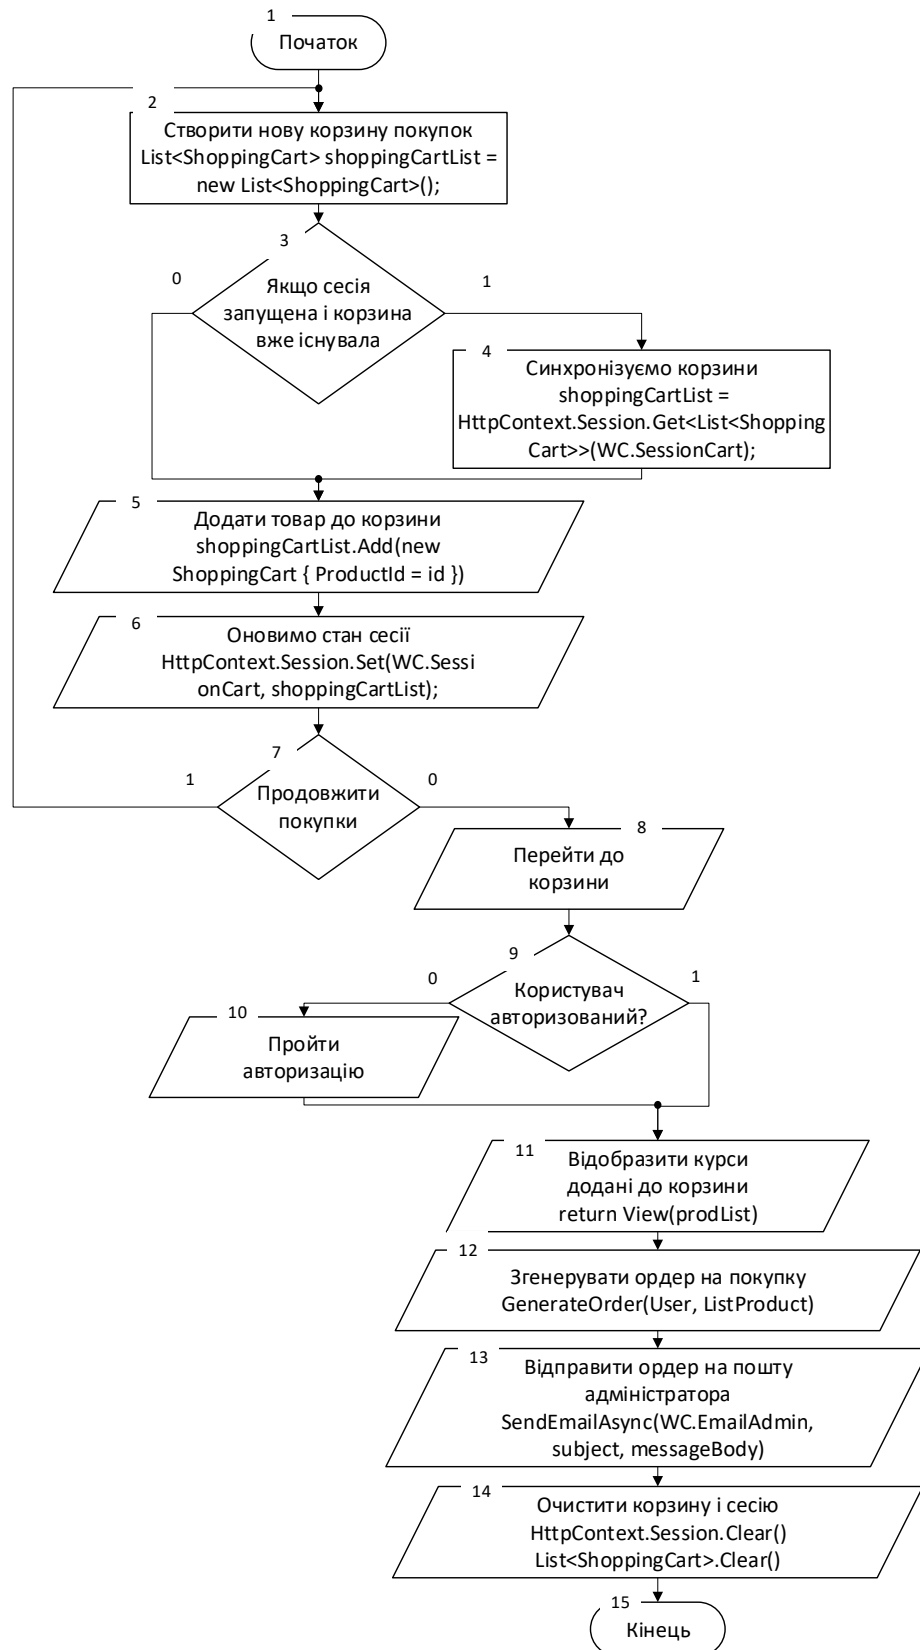 1
Початок
2
Створити нову корзину покупок
List<ShoppingCart> shoppingCartList =
new List<ShoppingCart>();
3
0
1
Якщо сесія
запущена і корзина
вже існувала
4
Синхронізуємо корзини
shoppingCartList =
HttpContext.Session.Get<List<Shopping
Cart>>(WC.SessionCart);
5
Додати товар до корзини
shoppingCartList.Add(new
ShoppingCart { ProductId = id })
6
Оновимо стан сесії
HttpContext.Session.Set(WC.Sessi
onCart, shoppingCartList);
7
1
0
Продовжити
покупки
8
Перейти до
корзини
9
0
1
Користувач
авторизований?
10
Пройти
авторизацію
11
Відобразити курси
додані до корзини
return View(prodList)
12
Згенерувати ордер на покупку
GenerateOrder(User, ListProduct)
13
Відправити ордер на пошту
адміністратора
SendEmailAsync(WC.EmailAdmin,
subject, messageBody)
14
Очистити корзину і сесію
HttpContext.Session.Clear()
List<ShoppingCart>.Clear()
15
Кінець